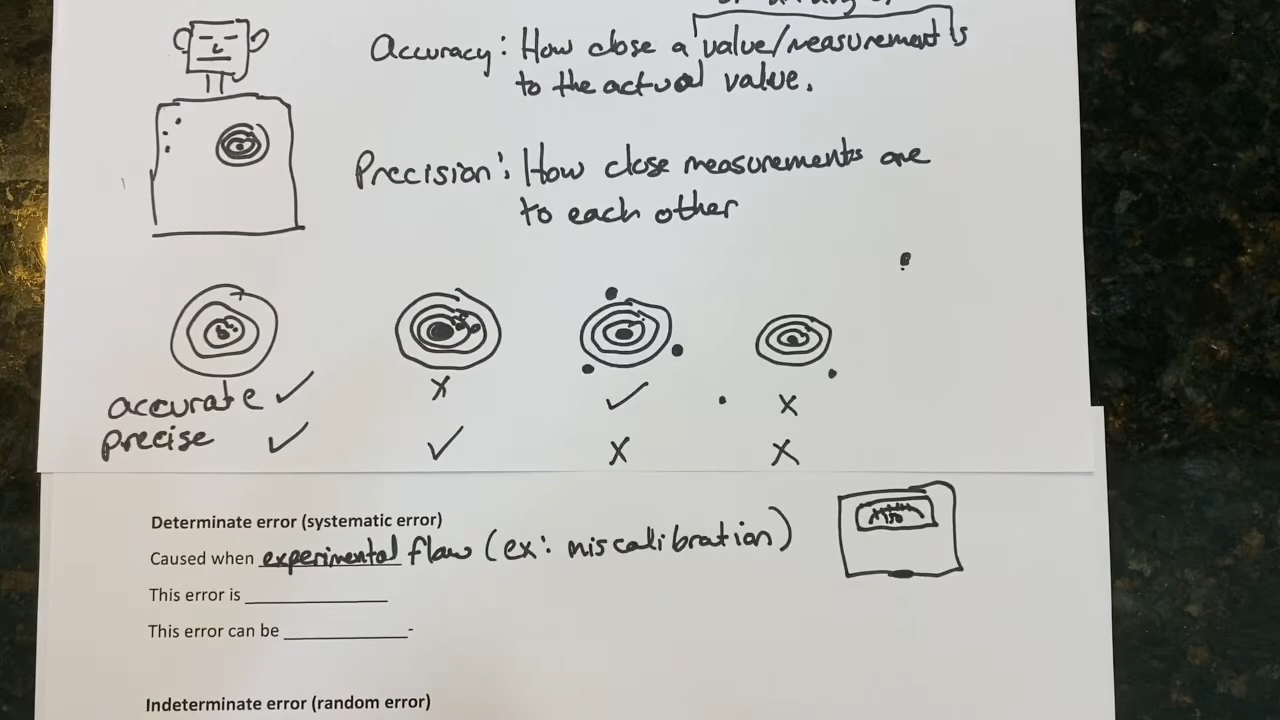 Accuracy: How close a value/measurement is
to the actual value.
Precision: How close measurements are
to each other
accurate ✓ x ✓ x
precise ✓ ✓ x x
Determinate error (systematic error)
Caused when experimental flaw (ex: miscalibration)
This error is ____________
This error can be ____________
Indeterminate error (random error)